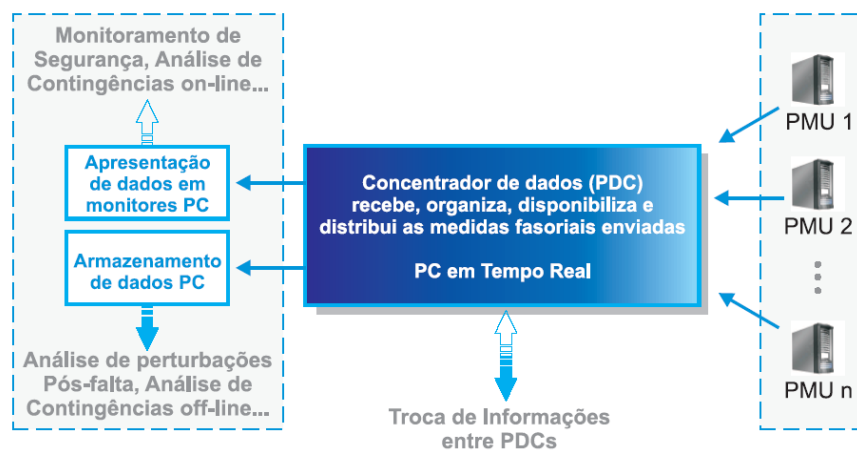 Monitoramento de
Segurança, Análise de
Contingências on-line...
Apresentação
de dados em
monitores PC
Armazenamento
de dados PC
Análise de perturbações
Pós-falta, Análise de
Contingências off-line...
Concentrador de dados (PDC)
recebe, organiza, disponibiliza e
distribui as medidas fasoriais enviadas
PC em Tempo Real
Troca de Informações
entre PDCs
PMU 1
PMU 2
PMU n